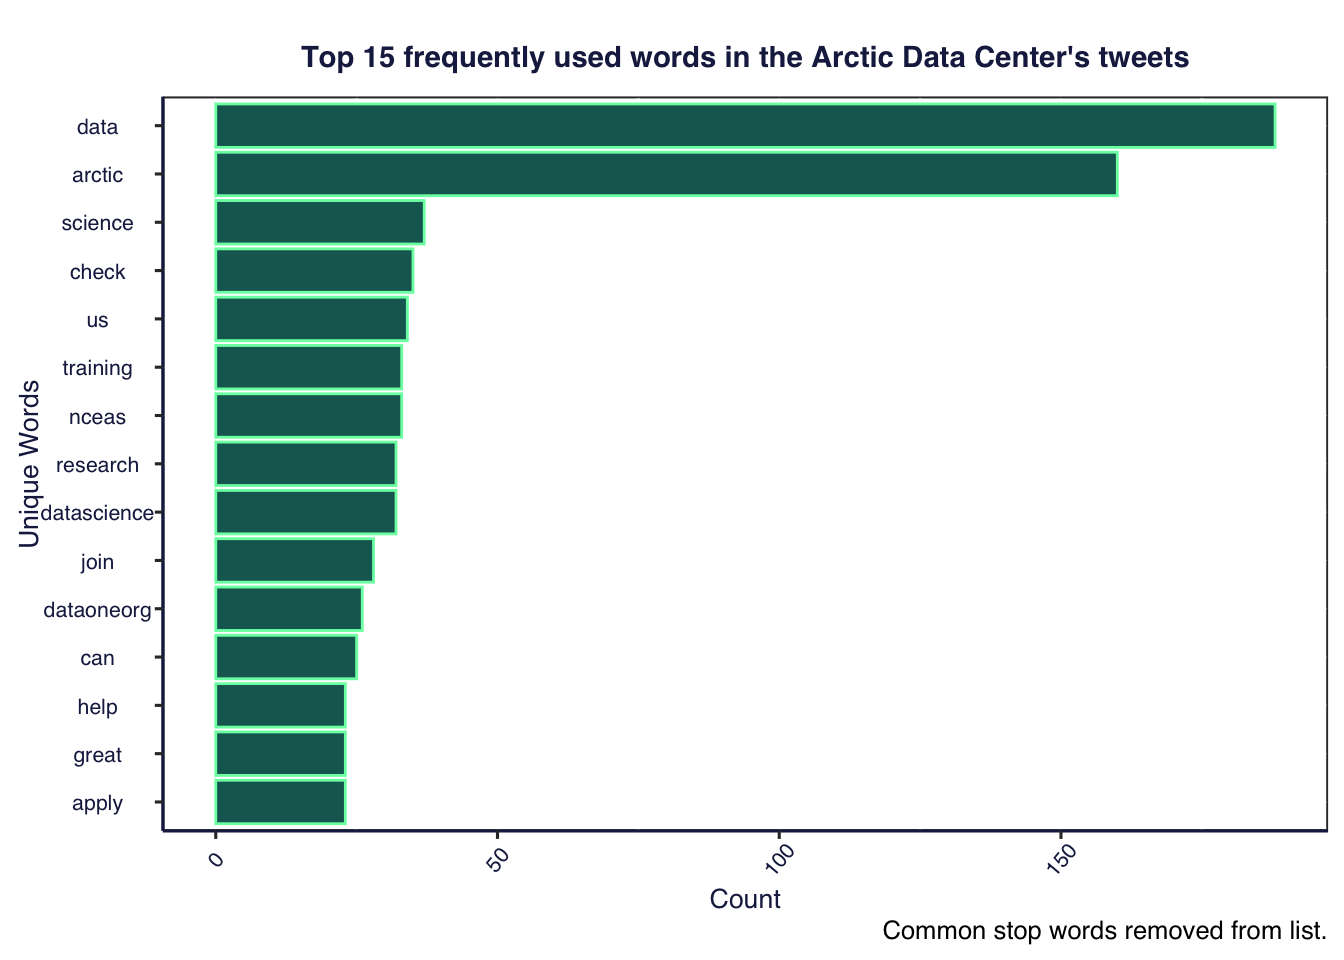 Top 15 frequently used words in the Arctic Data Center's tweets
Unique Words
data
arctic
science
check
us
training
nceas
research
datascience
join
dataoneorg
can
help
great
apply
0 50 100 150
Count
Common stop words removed from list.